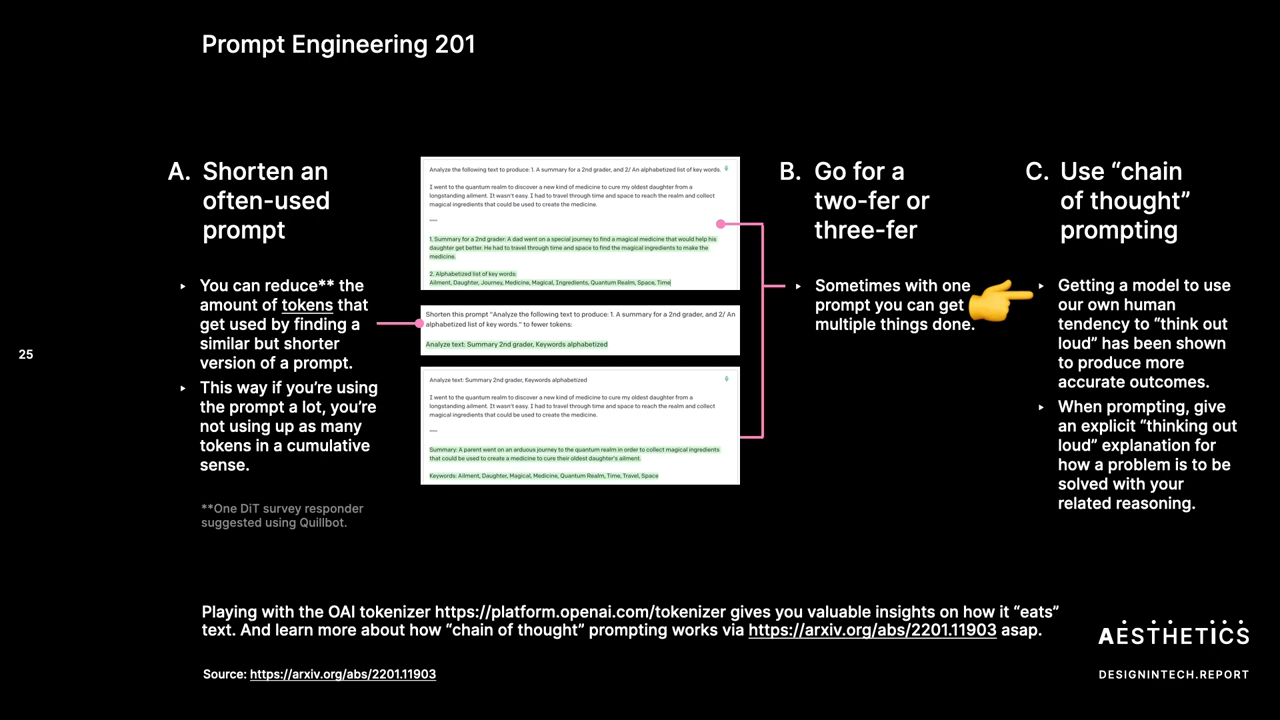 Prompt Engineering 201
A. Shorten an
often-used
prompt
‣ You can reduce** the
amount of tokens that
get used by finding a
similar but shorter
version of a prompt.
‣ This way if you’re using
the prompt a lot, you’re
not using up as many
tokens in a cumulative
sense.
**One DiT survey responder
suggested using Quillbot.
Analyze the following text to produce: 1. A summary for a 2nd grader, and 2/ An alphabetized list of key words.
I went to the quantum realm to discover a new kind of medicine to cure my oldest daughter from a
longstanding ailment. It wasn't easy. I had to travel through time and space to reach the realm and collect
magical ingredients that could be used to create the medicine.
—
1. Summary for a 2nd grader: A dad went on a special journey to find a magical medicine that would help his
daughter get better. He had to travel through time and space to find the magical ingredients to make the
medicine.
2. Alphabetized list of key words:
Ailment, Daughter, Journey, Medicine, Magical, Ingredients, Quantum Realm, Space, Time
Shorten this prompt "Analyze the following text to produce: 1. A summary for a 2nd grader, and 2/ An
alphabetized list of key words." to fewer tokens:
Analyze text: Summary 2nd grader, Keywords alphabetized
Analyze text: Summary 2nd grader, Keywords alphabetized
I went to the quantum realm to discover a new kind of medicine to cure my oldest daughter from a
longstanding ailment. It wasn't easy. I had to travel through time and space to reach the realm and collect
magical ingredients that could be used to create the medicine.
—
Summary: A parent went on an arduous journey to the quantum realm in order to collect magical ingredients
that could be used to create a medicine to cure their oldest daughter's ailment.
Keywords: Ailment, Daughter, Magical, Medicine, Quantum Realm, Time, Travel, Space
B. Go for a
two-fer or
three-fer
‣ Sometimes with one
prompt you can get
multiple things done.
C. Use “chain
of thought”
prompting
‣ Getting a model to use
our own human
tendency to “think out
loud” has been shown
to produce more
accurate outcomes.
‣ When prompting, be
an explicit “thinking out
loud” explanation for
how a problem is to be
solved with your
related reasoning.
25
Playing with the OAI tokenizer https://platform.openai.com/tokenizer gives you valuable insights on how it “eats”
text. And learn more about how “chain of thought” prompting works via https://arxiv.org/abs/2201.11903 asap.
Source: https://arxiv.org/abs/2201.11903
AESTHETICS
DESIGNINTECH.REPORT